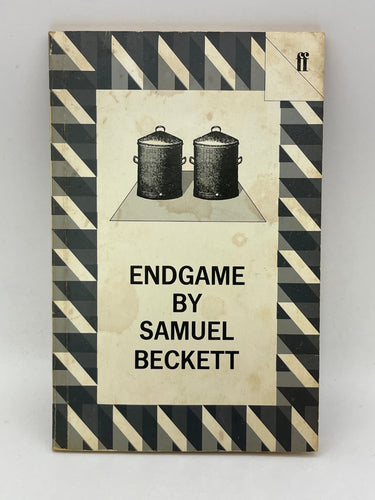 ff
ENDGAME
BY
SAMUEL
BECKETT